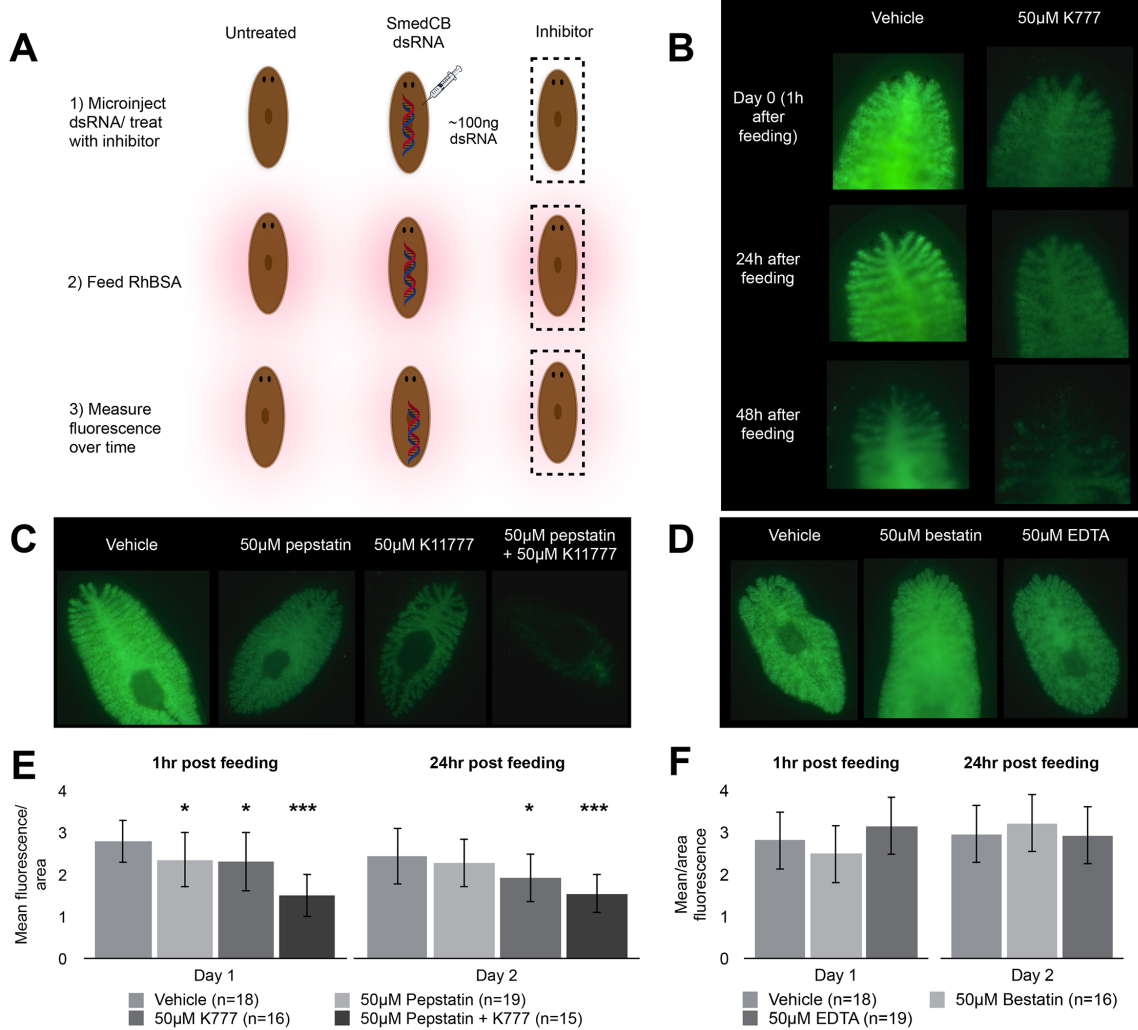 A
Untreated
SmedCB
dsRNA
Inhibitor
1) Microinject
dsRNA/ treat
with inhibitor
~100ng
dsRNA
2) Feed RhBSA
3) Measure
fluorescence
over time
B
Vehicle
50µM K777
Day 0 (1h
after
feeding)
24h after
feeding
48h after
feeding
C
Vehicle
50µM pepstatin
50µM K11777
50µM pepstatin
+ 50µM K11777
D
Vehicle
50µM bestatin
50µM EDTA
E
1hr post feeding
24hr post feeding
Mean fluorescence/
area
4
3
2
1
0
*
*
***
*
***
Day 1
Day 2
Vehicle (n=18)
50µM Pepstatin (n=19)
50µM K777 (n=16)
50µM Pepstatin + K777 (n=15)
F
1hr post feeding
24hr post feeding
Mean/area
fluorescence
4
3
2
1
0
Day 1
Day 2
Vehicle (n=18)
50µM Bestatin (n=16)
50µM EDTA (n=19)